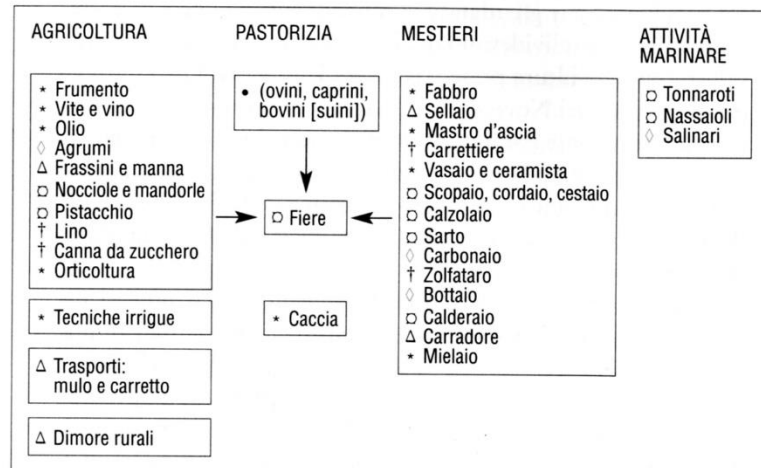 AGRICOLTURA
* Frumento
* Vite e vino
* Olio
◊ Agrumi
Δ Frassini e manna
¤ Nocciole e mandorle
¤ Pistacchio
† Lino
† Canna da zucchero
* Orticoltura
* Tecniche irrigue
Δ Trasporti:
mulo e carretto
Δ Dimore rurali
PASTORIZIA
• (ovini, caprini,
bovini [suini])
¤ Fiere
* Caccia
MESTIERI
* Fabbro
Δ Sellaio
* Mastro d'ascia
† Carrettiere
* Vasaio e ceramista
¤ Scopaio, cordaio, cestaio
¤ Calzolaio
¤ Sarto
◊ Carbonaio
† Zolfataro
◊ Bottaio
¤ Calderaio
Δ Carradore
* Mielaio
ATTIVITÀ
MARINARE
¤ Tonnaroti
¤ Nassaioli
◊ Salinari